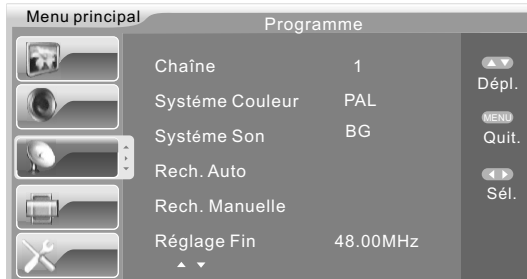 Menu principal
Programme
Chaîne 1
Systéme Couleur PAL
Systéme Son BG
Rech. Auto
Rech. Manuelle
Réglage Fin 48.00MHz
Dépl.
MENU
Quit.
Sél.